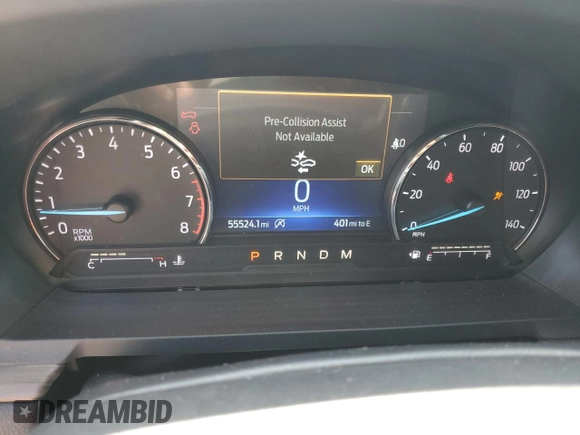 Pre-Collision Assist
Not Available
OK
0
MPH
55524.1 mi
401 mi to E
P R N D M
0 1 2 3 4 5 6 7 8
RPM
x1000
C H
0 20 40 60 80 100 120 140
MPH
E F
DREAMBID